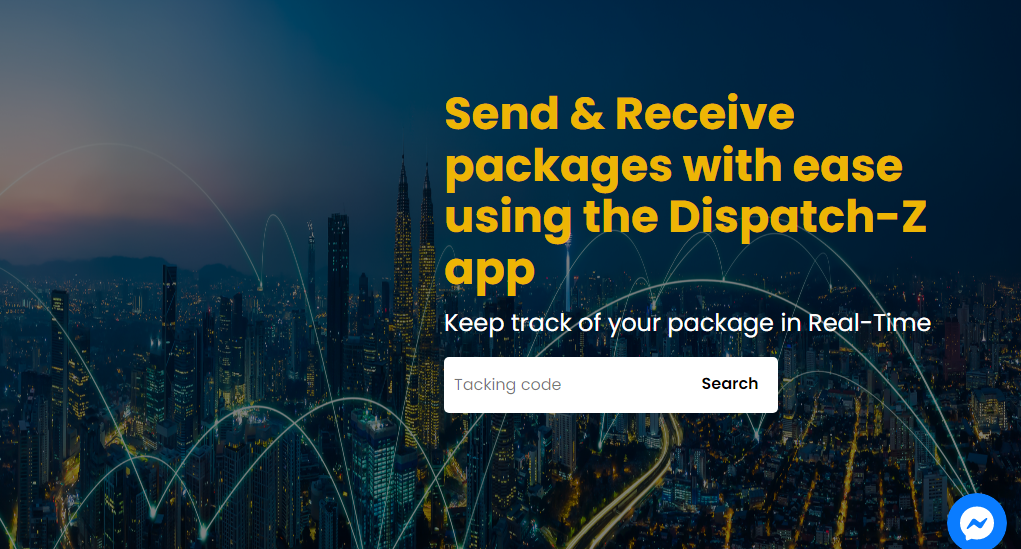 Send & Receive
packages with ease
using the Dispatch-Z
app
Keep track of your package in Real-Time
Tacking code
Search